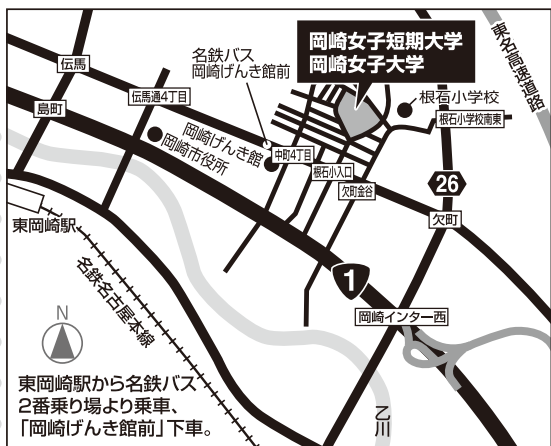 岡崎女子短期大学
岡崎女子大学
東名高速道路
名鉄バス
岡崎げんき館前
伝馬
伝馬通4丁目
根石小学校
根石小学校南東
島町
岡崎げんき館
岡崎市役所
中町4丁目
根石小入口
欠町金谷
26
欠町
東岡崎駅
名鉄名古屋本線
1
岡崎インター西
N
乙川
東岡崎駅から名鉄バス
2番乗り場より乗車、
「岡崎げんき館前」下車。